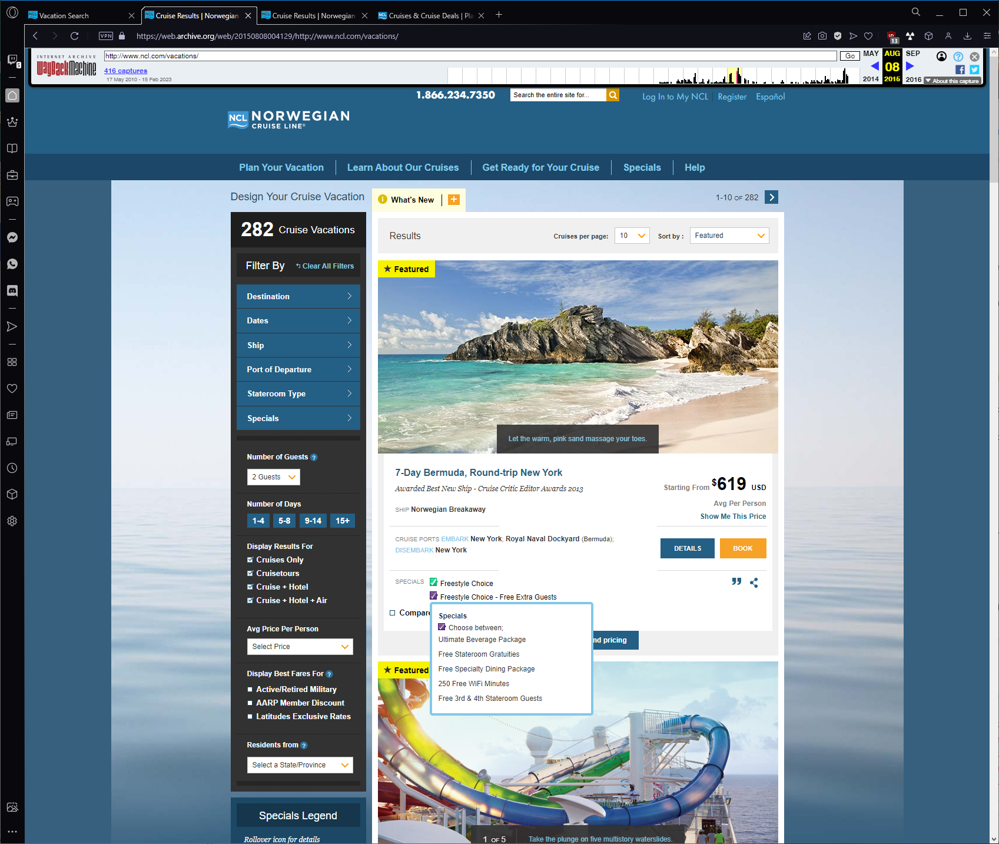 Vacation Search
Cruise Results | Norwegian
Cruise Results | Norwegian
Cruises & Cruise Deals | Pla
VPN
https://web.archive.org/web/20150808004129/http://www.ncl.com/vacations/
13
5
INTERNET ARCHIVE
WayBackMachine
http://www.ncl.com/vacations/
Go
416 captures
17 May 2010 - 15 Feb 2023
MAY AUG SEP
08
2014 2015 2016
About this capture
1.866.234.7350
Search the entire site for...
Log In to My NCL
Register
Español
NCL NORWEGIAN
CRUISE LINE®
Plan Your Vacation
Learn About Our Cruises
Get Ready for Your Cruise
Specials
Help
Design Your Cruise Vacation
What's New
1-10 OF 282
282 Cruise Vacations
Filter By
Clear All Filters
Destination
Dates
Ship
Port of Departure
Stateroom Type
Specials
Number of Guests ?
2 Guests
Number of Days
1-4 5-8 9-14 15+
Display Results For
Cruises Only
Cruisetours
Cruise + Hotel
Cruise + Hotel + Air
Avg Price Per Person
Select Price
Display Best Fares For ?
Active/Retired Military
AARP Member Discount
Latitudes Exclusive Rates
Residents from ?
Select a State/Province
Specials Legend
Rollover icon for details
Results
Cruises per page: 10
Sort by : Featured
Featured
Let the warm, pink sand massage your toes.
7-Day Bermuda, Round-trip New York
Awarded Best New Ship - Cruise Critic Editor Awards 2013
SHIP Norwegian Breakaway
Starting From $619 USD
Avg Per Person
Show Me This Price
CRUISE PORTS EMBARK New York; Royal Naval Dockyard (Bermuda);
DISEMBARK New York
DETAILS
BOOK
SPECIALS
Freestyle Choice
Freestyle Choice - Free Extra Guests
Compare
Specials
Choose between;
Ultimate Beverage Package
Free Stateroom Gratuities
Free Specialty Dining Package
250 Free WiFi Minutes
Free 3rd & 4th Stateroom Guests
nd pricing
Featured
1 OF 5
Take the plunge on five multistory waterslides.